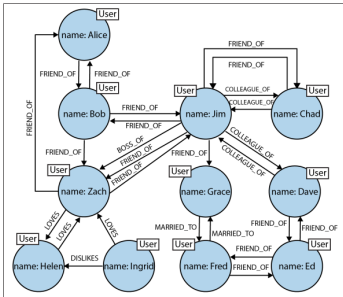 User
name: Alice
FRIEND_OF
FRIEND_OF
FRIEND_OF
User
name: Bob
FRIEND_OF
FRIEND_OF
User
name: Jim
FRIEND_OF
FRIEND_OF
COLLEAGUE_OF
COLLEAGUE_OF
User
name: Chad
FRIEND_OF
BOSS_OF
FRIEND_OF
FRIEND_OF
FRIEND_OF
COLLEAGUE_OF
COLLEAGUE_OF
User
name: Zach
User
name: Grace
User
name: Dave
LOVES
LOVES
LOVES
MARRIED_TO
MARRIED_TO
FRIEND_OF
FRIEND_OF
User
name: Helen
DISLIKES
User
name: Ingrid
User
name: Fred
FRIEND_OF
FRIEND_OF
User
name: Ed